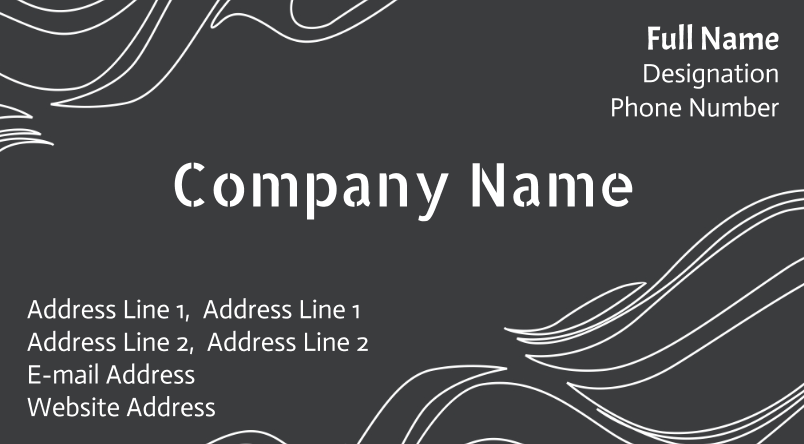 Full Name
Designation
Phone Number
Company Name
Address Line 1,  Address Line 1
Address Line 2,  Address Line 2
E-mail Address
Website Address